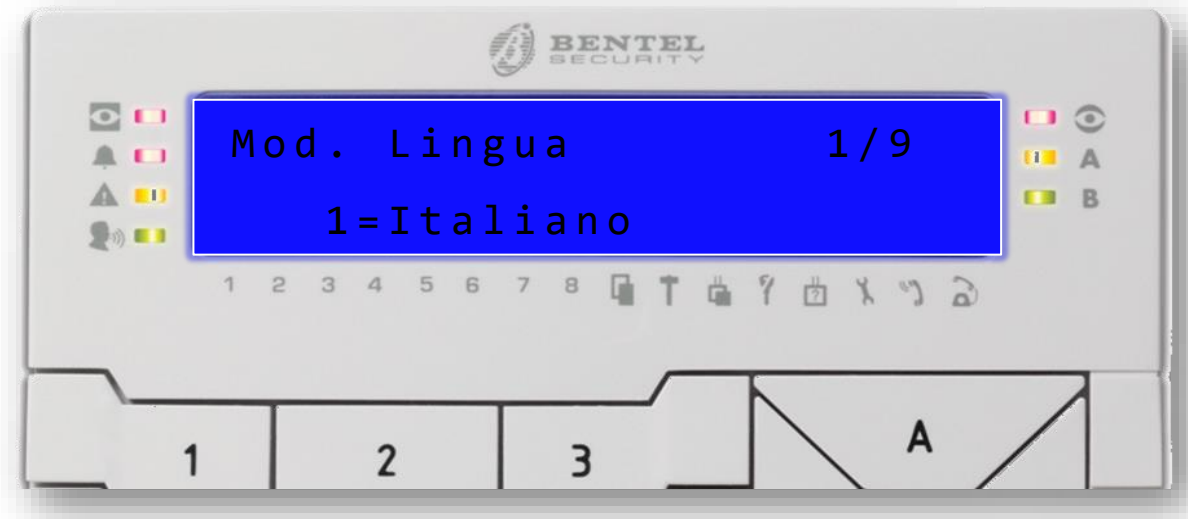 BENTEL
SECURITY
Mod. Lingua 1/9
1=Italiano
A
B
1 2 3 4 5 6 7 8
?
1 2 3 A